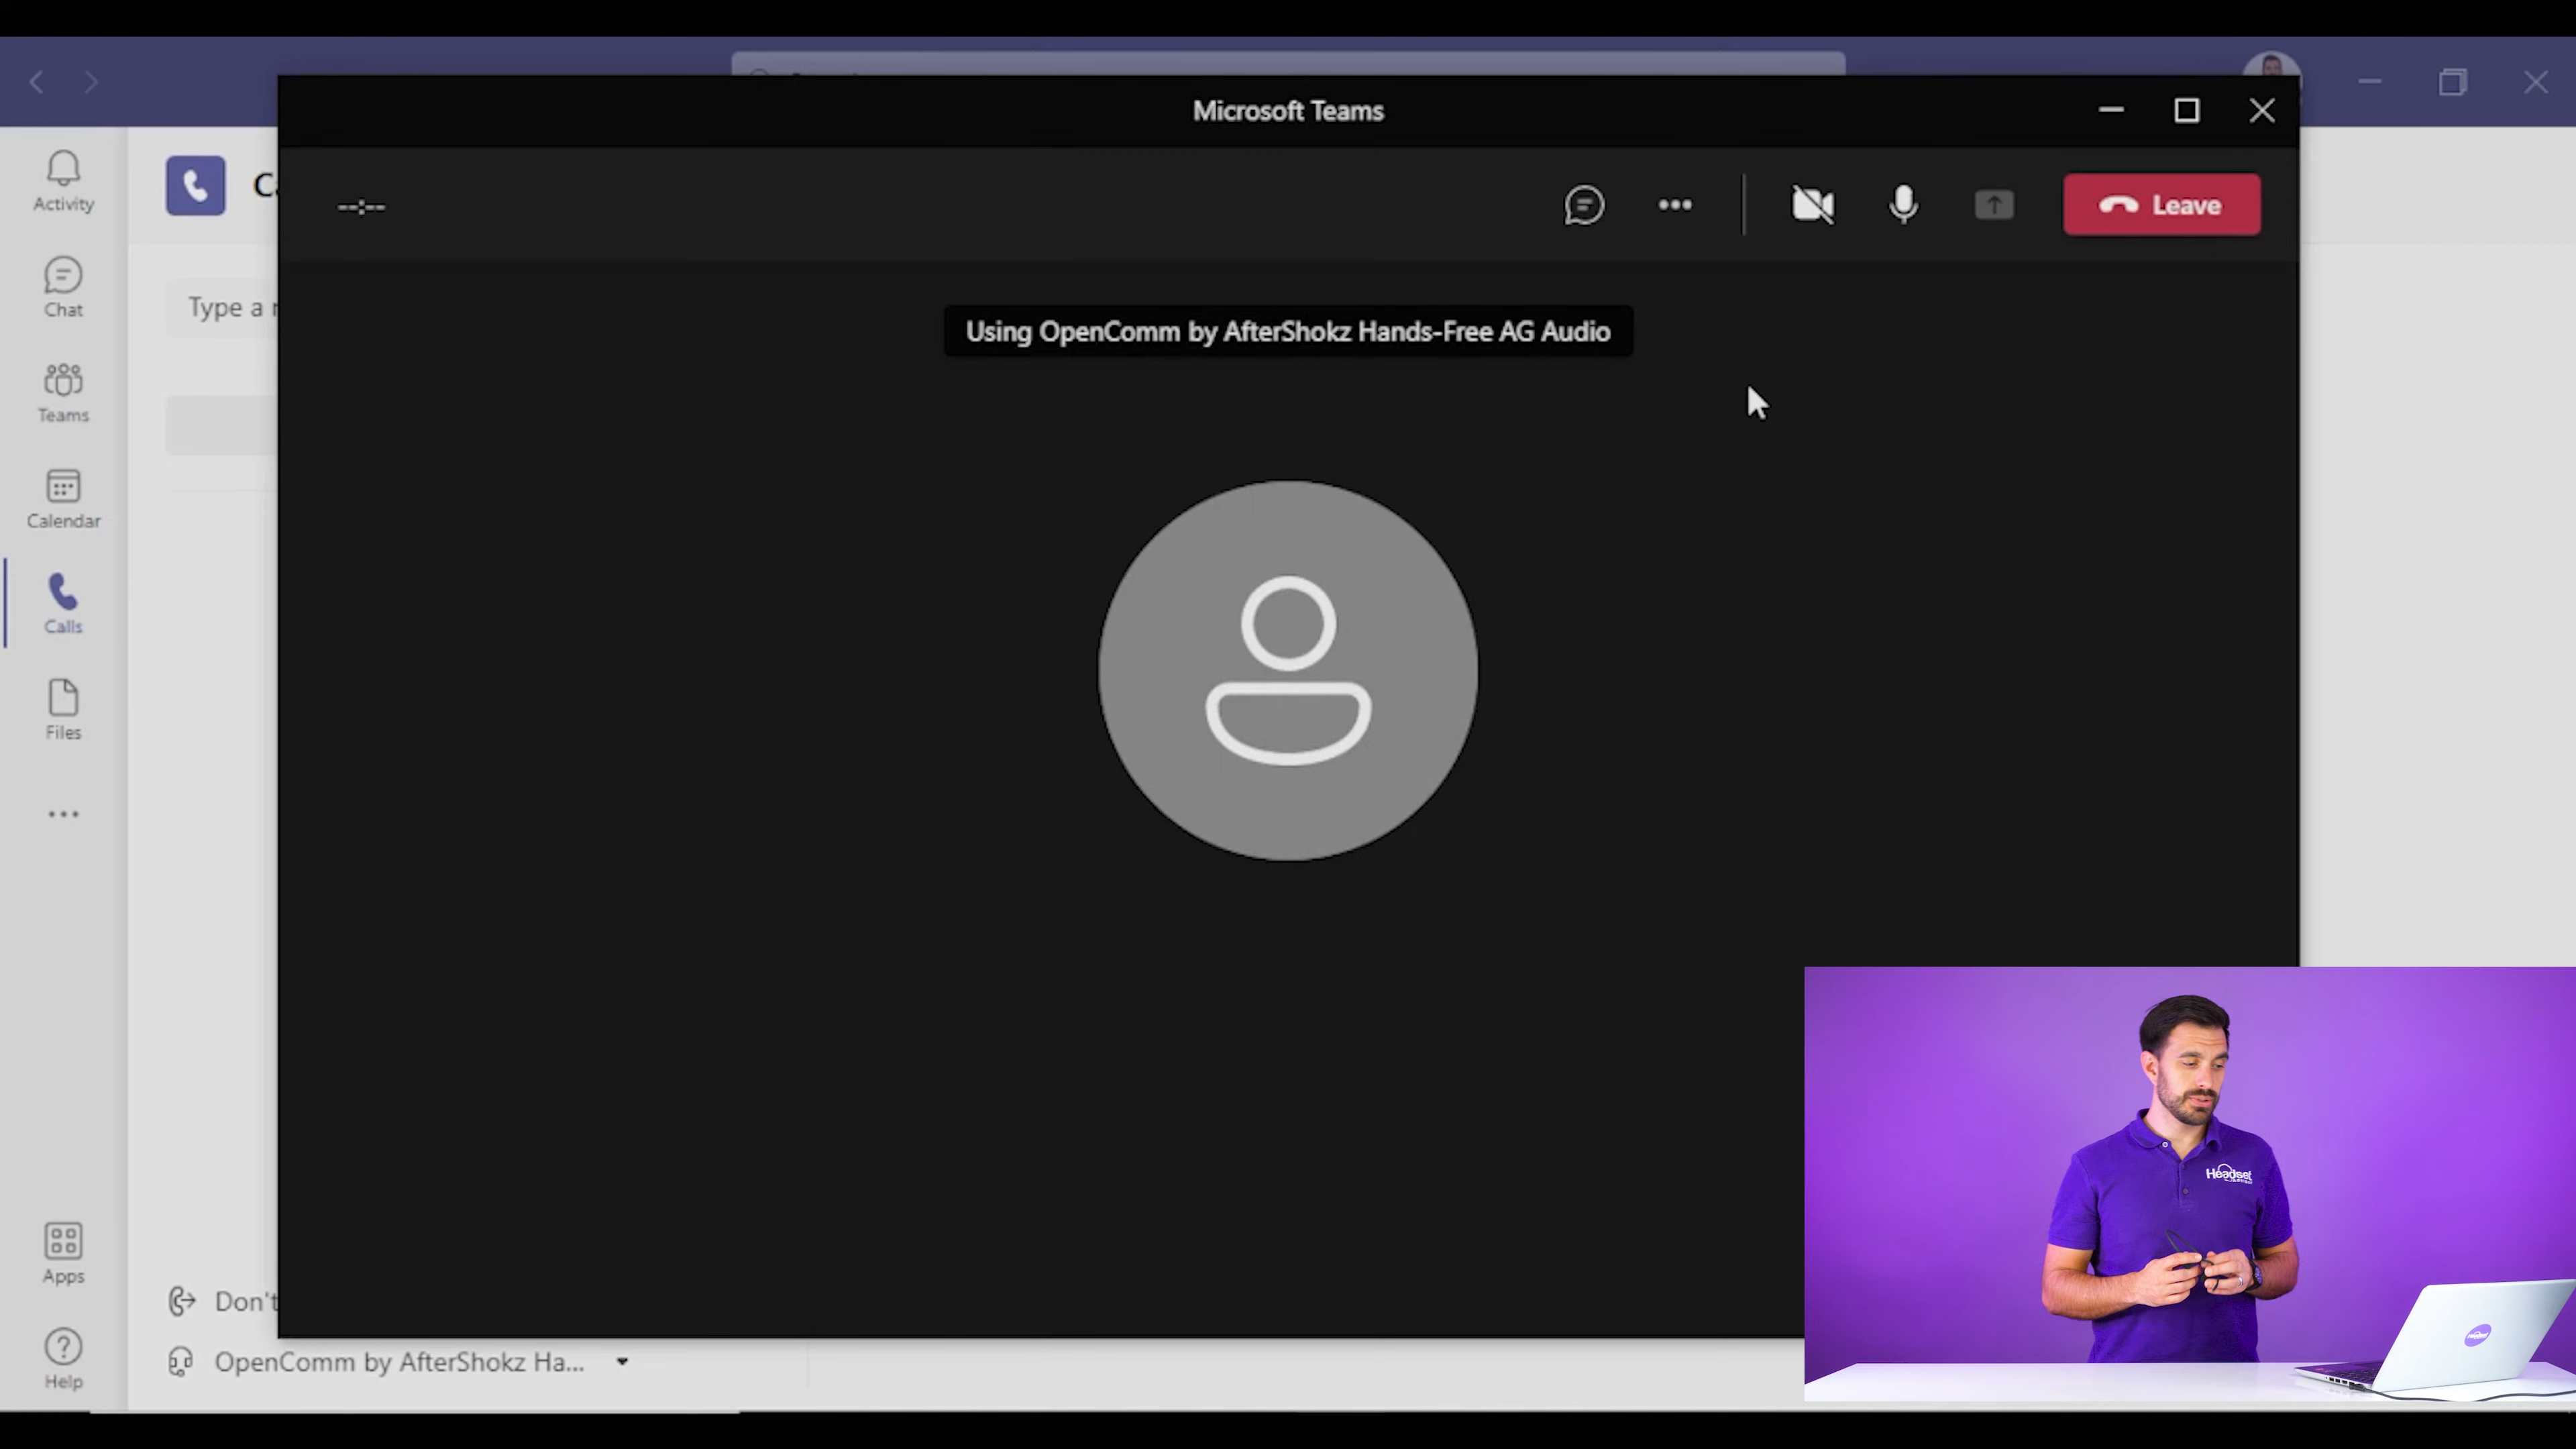 Microsoft Teams
Activity
C
Leave
Chat
Type a
Using OpenComm by AfterShokz Hands-Free AG Audio
Teams
Calendar
Calls
Files
Headset
Apps
Don't
Help
OpenComm by AfterShokz Ha...